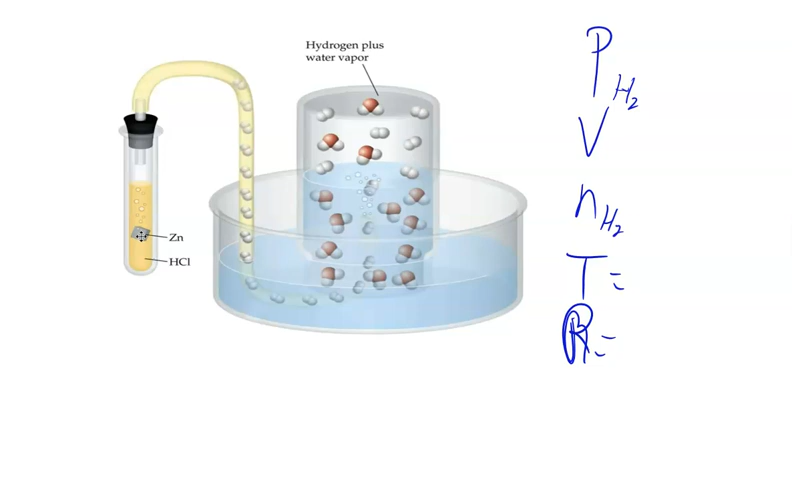 Hydrogen plus
water vapor
Zn
HCl
P H₂
V
n H₂
T =
R =